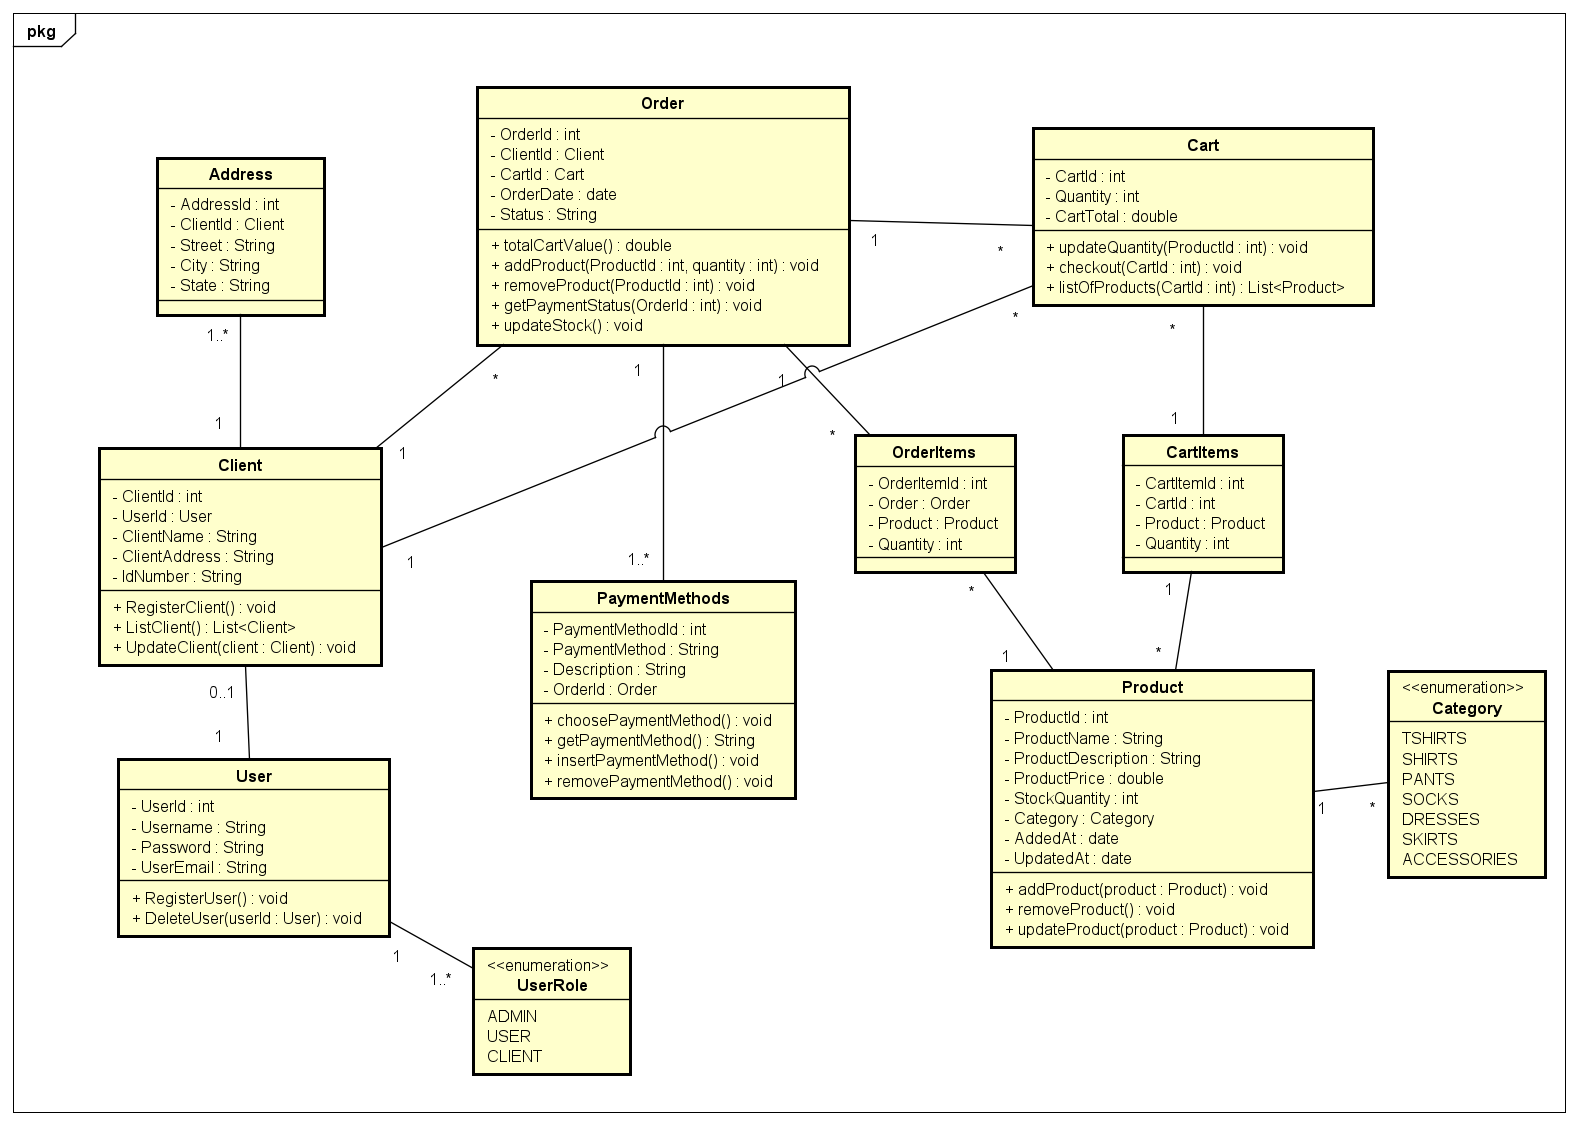 pkg
Order
- OrderId : int
- ClientId : Client
- CartId : Cart
- OrderDate : date
- Status : String
+ totalCartValue() : double
+ addProduct(ProductId : int, quantity : int) : void
+ removeProduct(ProductId : int) : void
+ getPaymentStatus(OrderId : int) : void
+ updateStock() : void
Cart
- CartId : int
- Quantity : int
- CartTotal : double
+ updateQuantity(ProductId : int) : void
+ checkout(CartId : int) : void
+ listOfProducts(CartId : int) : List<Product>
Address
- AddressId : int
- ClientId : Client
- Street : String
- City : String
- State : String
1
*
1..*
1
*
1
1
1..*
*
1
1
*
*
1
Client
- ClientId : int
- UserId : User
- ClientName : String
- ClientAddress : String
- IdNumber : String
+ RegisterClient() : void
+ ListClient() : List<Client>
+ UpdateClient(client : Client) : void
OrderItems
- OrderItemId : int
- Order : Order
- Product : Product
- Quantity : int
CartItems
- CartItemId : int
- CartId : int
- Product : Product
- Quantity : int
PaymentMethods
- PaymentMethodId : int
- PaymentMethod : String
- Description : String
- OrderId : Order
+ choosePaymentMethod() : void
+ getPaymentMethod() : String
+ insertPaymentMethod() : void
+ removePaymentMethod() : void
*
1
1
*
0..1
1
User
- UserId : int
- Username : String
- Password : String
- UserEmail : String
+ RegisterUser() : void
+ DeleteUser(userId : User) : void
Product
- ProductId : int
- ProductName : String
- ProductDescription : String
- ProductPrice : double
- StockQuantity : int
- Category : Category
- AddedAt : date
- UpdatedAt : date
+ addProduct(product : Product) : void
+ removeProduct() : void
+ updateProduct(product : Product) : void
1
*
<<enumeration>>
Category
TSHIRTS
SHIRTS
PANTS
SOCKS
DRESSES
SKIRTS
ACCESSORIES
1
1..*
<<enumeration>>
UserRole
ADMIN
USER
CLIENT